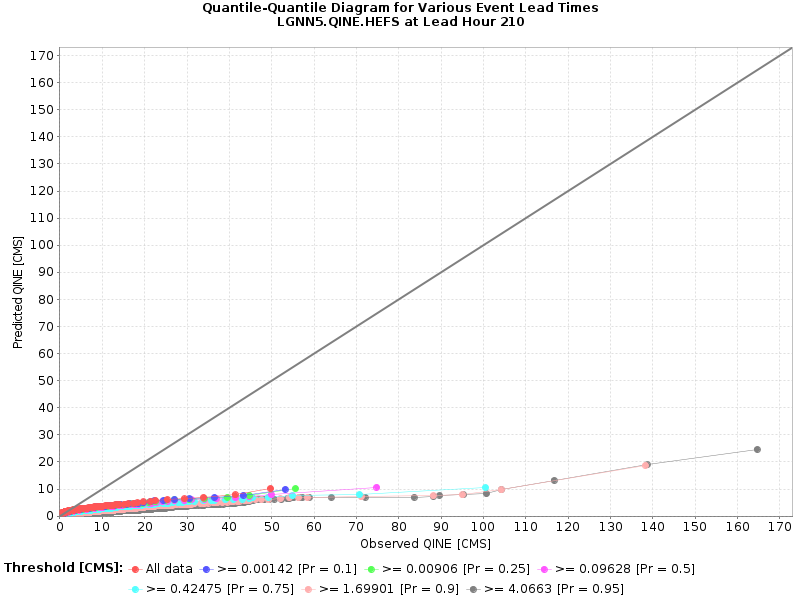 Quantile-Quantile Diagram for Various Event Lead Times
LGNN5.QINE.HEFS at Lead Hour 210
170
160
150
140
130
120
110
100
90
80
70
60
50
40
30
20
10
0
Predicted QINE [CMS]
0 10 20 30 40 50 60 70 80 90 100 110 120 130 140 150 160 170
Observed QINE [CMS]
Threshold [CMS]: All data >= 0.00142 [Pr = 0.1] >= 0.00906 [Pr = 0.25] >= 0.09628 [Pr = 0.5]
>= 0.42475 [Pr = 0.75] >= 1.69901 [Pr = 0.9] >= 4.0663 [Pr = 0.95]